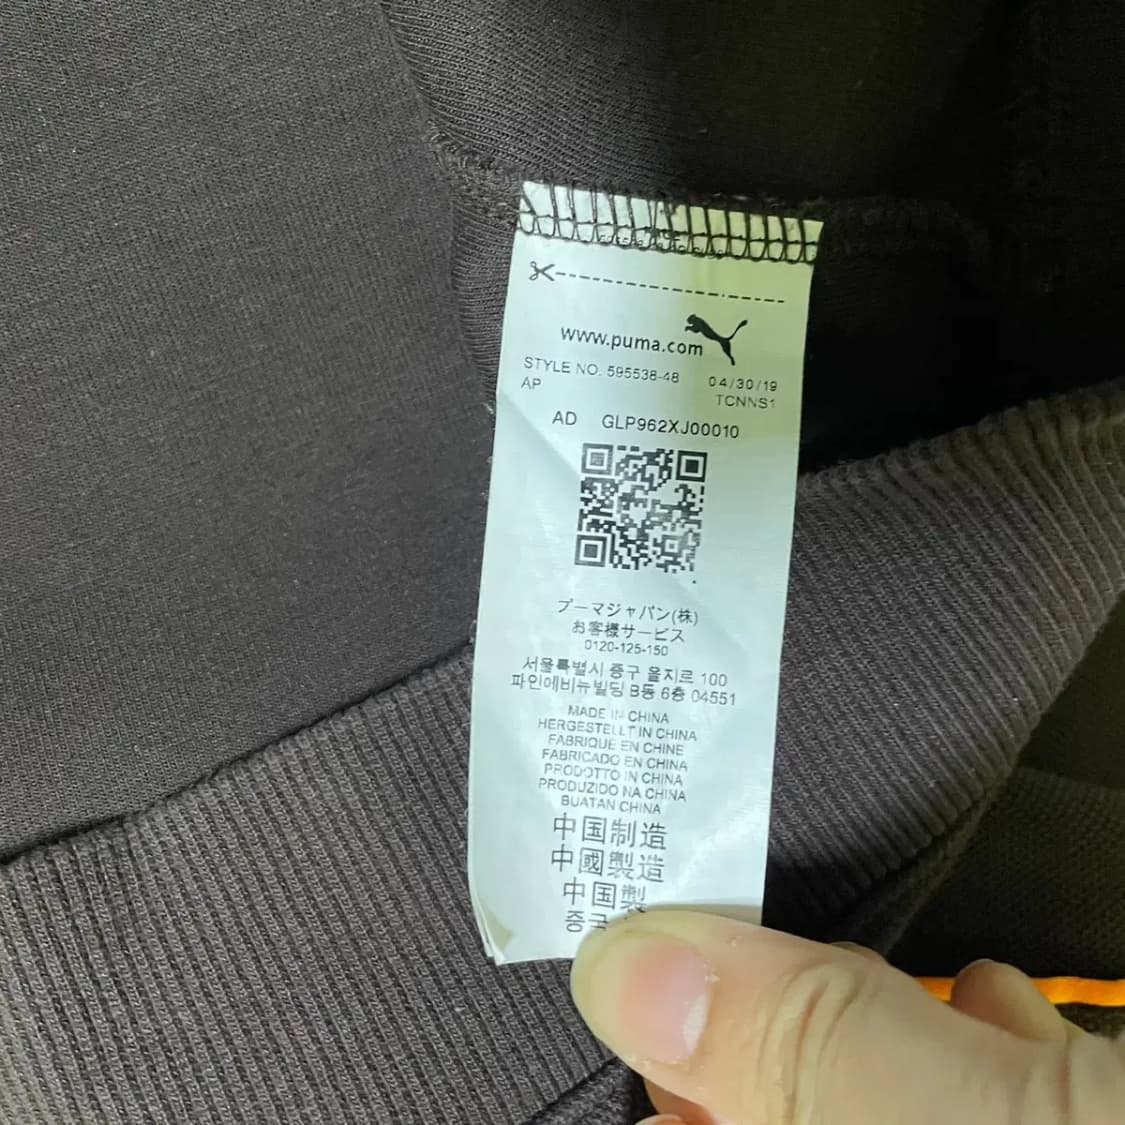 www.puma.com
STYLE NO. 595538-48 04/30/19
AP TCNNS1
AD GLP962XJ00010
プーマジャパン(株)
お客様サービス
0120-125-150
서울특별시 중구 을지로 100
파인에비뉴빌딩 B동 6층 04551
MADE IN CHINA
HERGESTELLT IN CHINA
FABRIQUE EN CHINE
FABRICADO EN CHINA
PRODOTTO IN CHINA
PRODUZIDO NA CHINA
BUATAN CHINA
中国制造
中國製造
中国製
중국